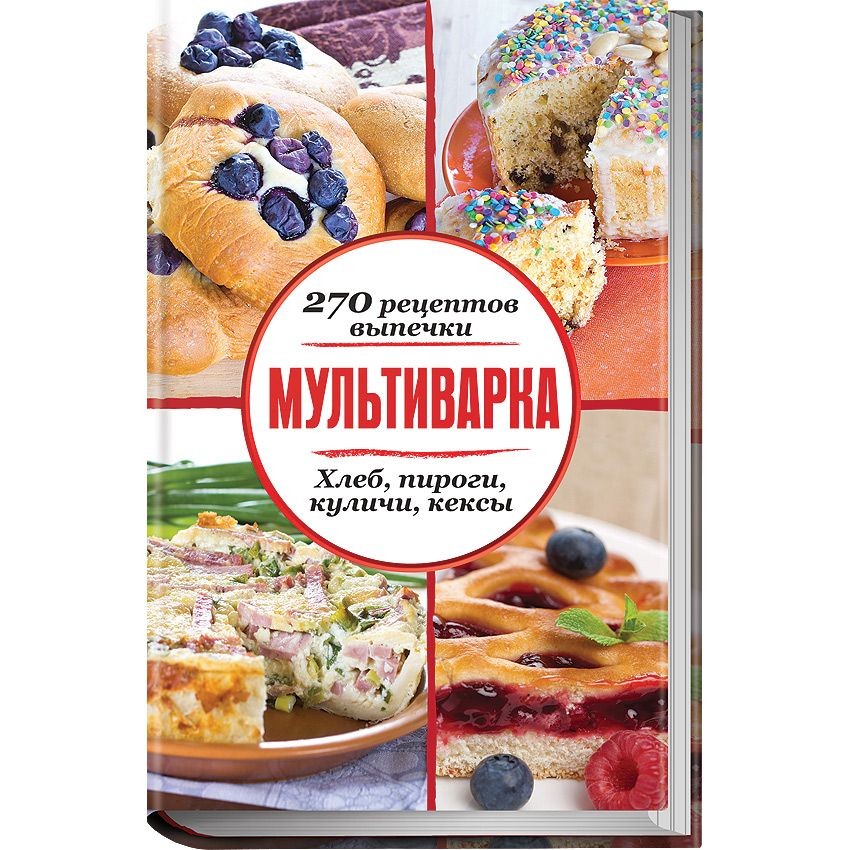 270 рецептов
выпечки
МУЛЬТИВАРКА
Хлеб, пироги,
куличи, кексы